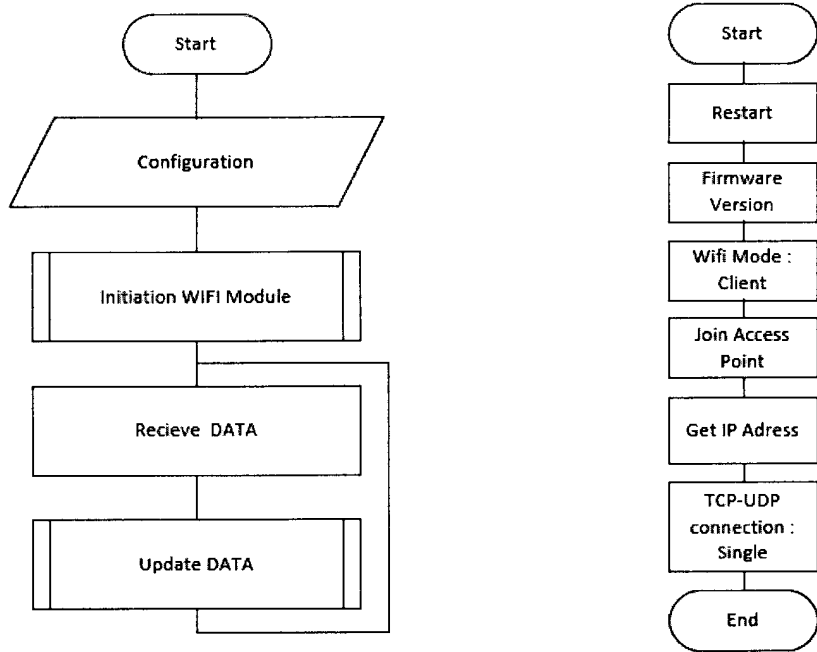 Start
Configuration
Initiation WIFI Module
Recieve DATA
Update DATA
Start
Restart
Firmware
Version
Wifi Mode :
Client
Join Access
Point
Get IP Adress
TCP-UDP
connection :
Single
End